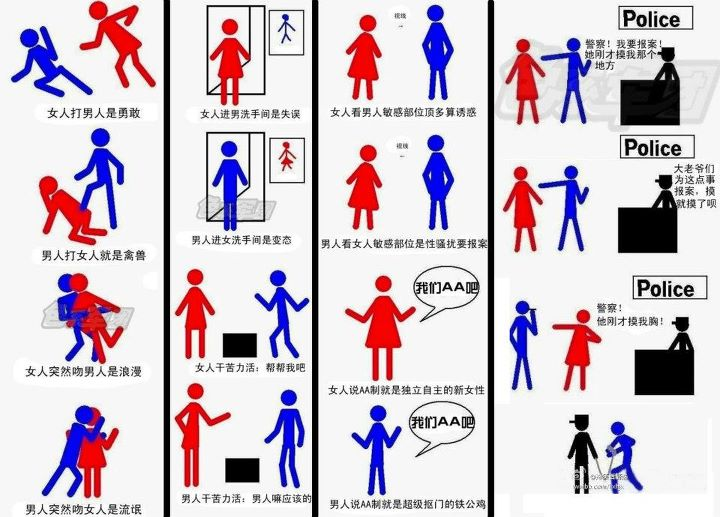 女人打男人是勇敢
男人打女人就是禽兽
女人突然吻男人是浪漫
男人突然吻女人是流氓
女人进男洗手间是失误
男人进女洗手间是变态
女人干苦力活：帮帮我吧
男人干苦力活：男人嘛应该的
视线
女人看男人敏感部位顶多算诱惑
视线
男人看女人敏感部位是性骚扰要报案
我们AA吧
女人说AA制就是独立自主的新女性
我们AA吧
男人说AA制就是超级抠门的铁公鸡
Police
警察！我要报案！
她刚才摸我那个
地方
Police
大老爷们
为这点事
报案，摸
就摸了呗
Police
警察！
他刚才摸我胸！